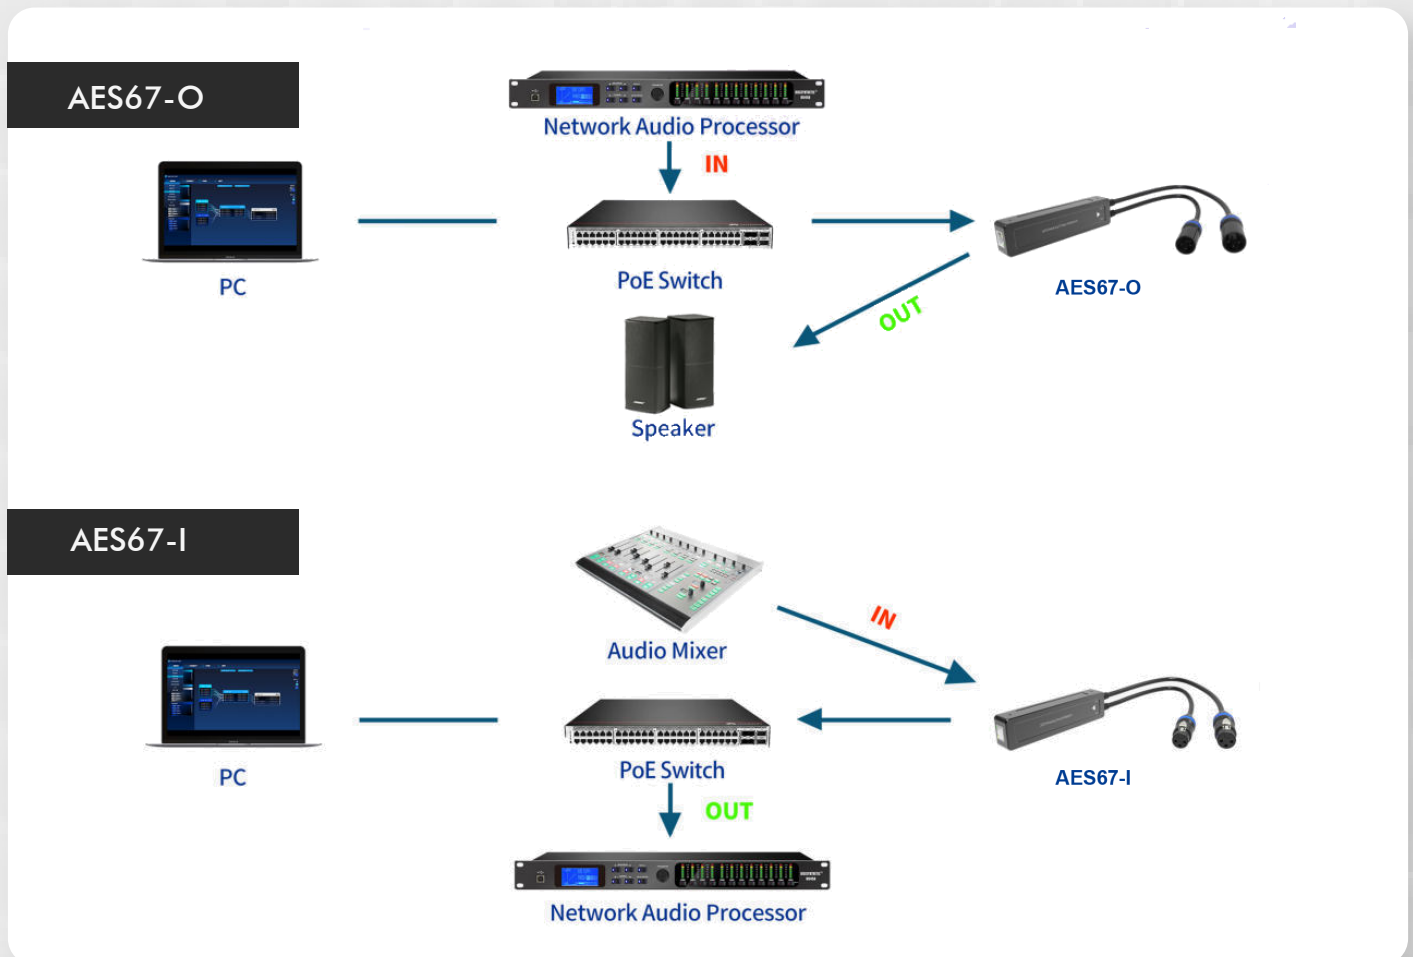 AES67-O
Network Audio Processor
IN
PC
PoE Switch
AES67-O
OUT
Speaker
AES67-I
Audio Mixer
IN
PC
PoE Switch
AES67-I
OUT
Network Audio Processor